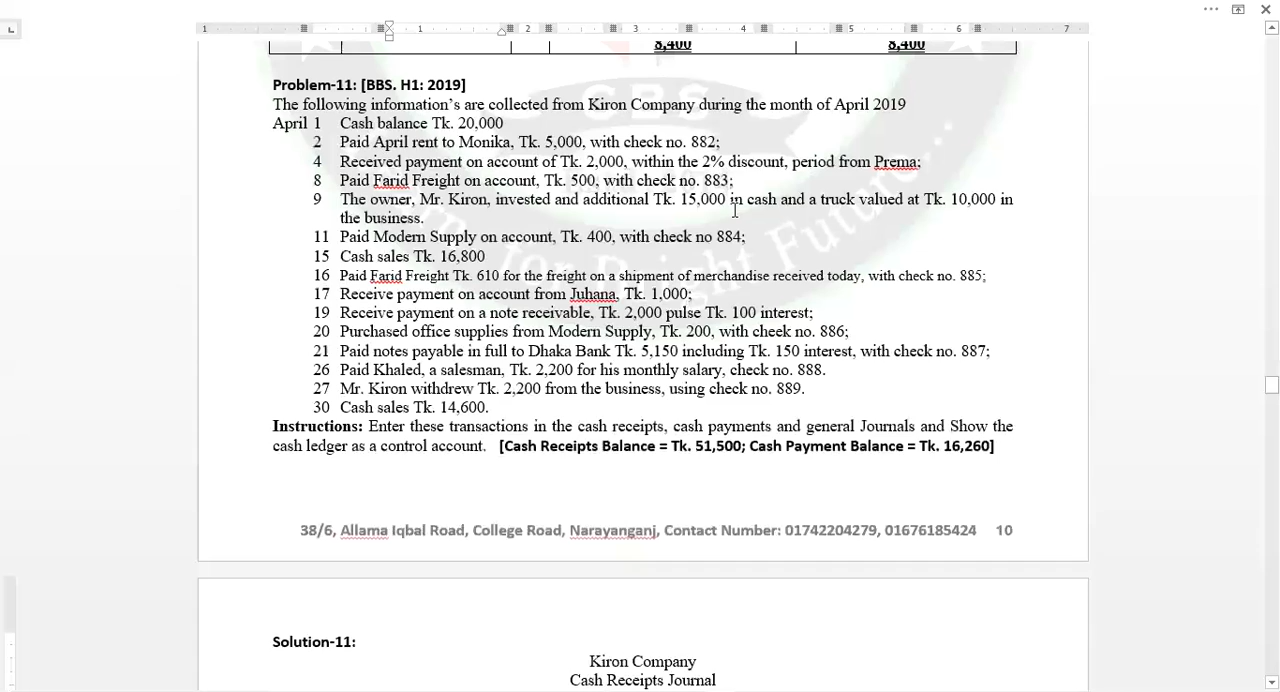 1 1 2 3 4 5 6 7
8,400 8,400
Problem-11: [BBS. H1: 2019]
The following information's are collected from Kiron Company during the month of April 2019
April 1 Cash balance Tk. 20,000
2 Paid April rent to Monika, Tk. 5,000, with check no. 882;
4 Received payment on account of Tk. 2,000, within the 2% discount, period from Prema;
8 Paid Farid Freight on account, Tk. 500, with check no. 883;
9 The owner, Mr. Kiron, invested and additional Tk. 15,000 in cash and a truck valued at Tk. 10,000 in
the business.
11 Paid Modern Supply on account, Tk. 400, with check no 884;
15 Cash sales Tk. 16,800
16 Paid Farid Freight Tk. 610 for the freight on a shipment of merchandise received today, with check no. 885;
17 Receive payment on account from Juhana, Tk. 1,000;
19 Receive payment on a note receivable, Tk. 2,000 pulse Tk. 100 interest;
20 Purchased office supplies from Modern Supply, Tk. 200, with cheek no. 886;
21 Paid notes payable in full to Dhaka Bank Tk. 5,150 including Tk. 150 interest, with check no. 887;
26 Paid Khaled, a salesman, Tk. 2,200 for his monthly salary, check no. 888.
27 Mr. Kiron withdrew Tk. 2,200 from the business, using check no. 889.
30 Cash sales Tk. 14,600.
Instructions: Enter these transactions in the cash receipts, cash payments and general Journals and Show the
cash ledger as a control account. [Cash Receipts Balance = Tk. 51,500; Cash Payment Balance = Tk. 16,260]
38/6, Allama Iqbal Road, College Road, Narayanganj, Contact Number: 01742204279, 01676185424 10
Solution-11:
Kiron Company
Cash Receipts Journal